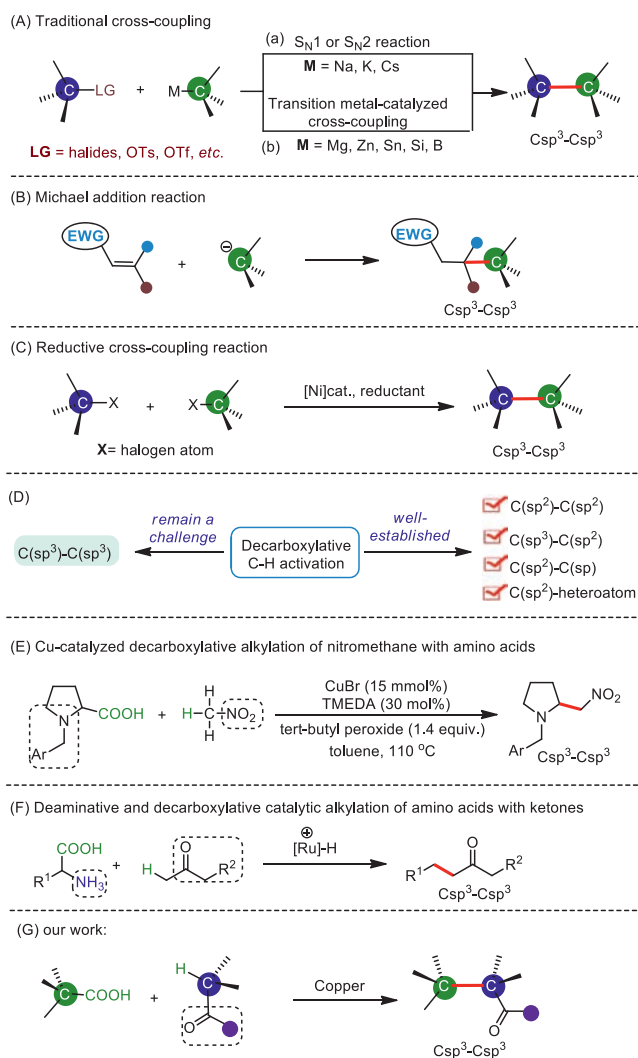 (A) Traditional cross-coupling
(a) S_N1 or S_N2 reaction
M = Na, K, Cs
C LG + M C
Transition metal-catalyzed
cross-coupling
C C
LG = halides, OTs, OTf, etc.
(b) M = Mg, Zn, Sn, Si, B
Csp³-Csp³
(B) Michael addition reaction
EWG + ⊖ C
EWG C
Csp³-Csp³
(C) Reductive cross-coupling reaction
C X + X C
[Ni]cat., reductant
C C
X= halogen atom
Csp³-Csp³
(D)
C(sp³)-C(sp³)
remain a
challenge
Decarboxylative
C-H activation
well-
established
C(sp²)-C(sp²)
C(sp³)-C(sp²)
C(sp²)-C(sp)
C(sp²)-heteroatom
(E) Cu-catalyzed decarboxylative alkylation of nitromethane with amino acids
N COOH Ar + H C H H NO₂
CuBr (15 mmol%)
TMEDA (30 mol%)
tert-butyl peroxide (1.4 equiv.)
toluene, 110 °C
N NO₂ Ar
Csp³-Csp³
(F) Deaminative and decarboxylative catalytic alkylation of amino acids with ketones
COOH R¹ NH₃ + H O R²
⊕
[Ru]-H
R¹ O R²
Csp³-Csp³
(G) our work:
C COOH + H C O
Copper
C C O
Csp³-Csp³